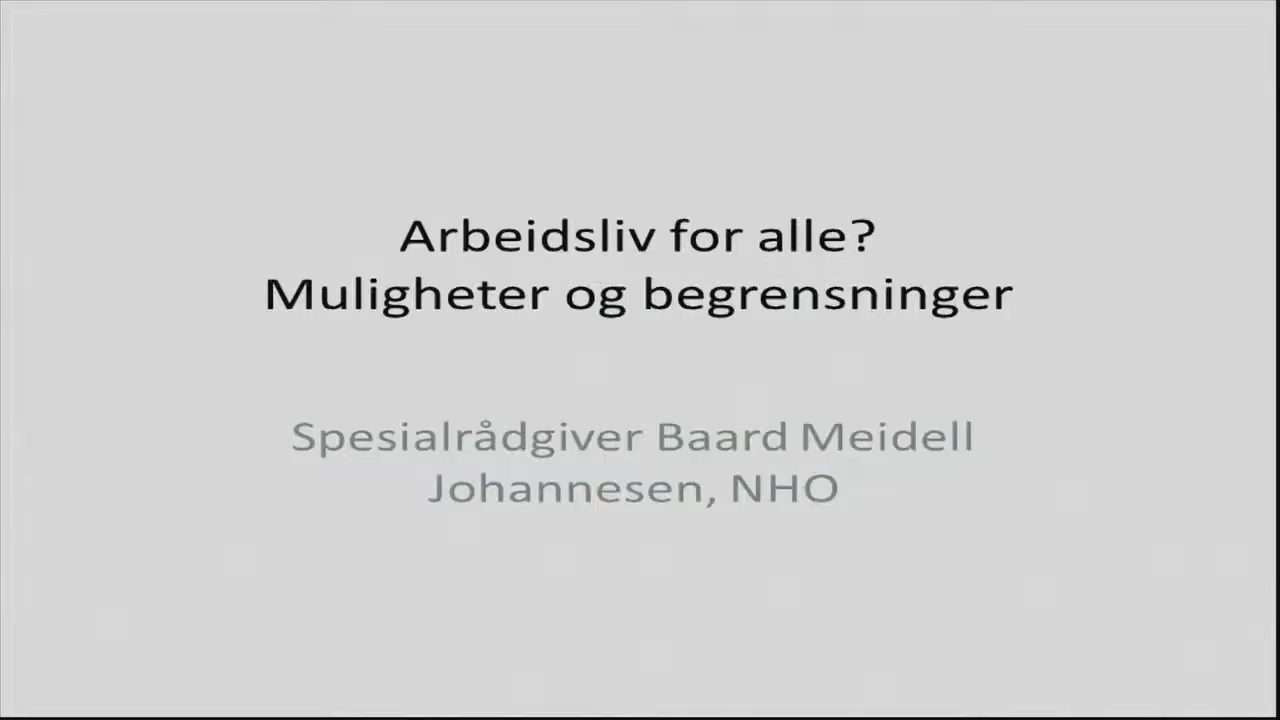 Arbeidsliv for alle?
Muligheter og begrensninger
Spesialrådgiver Baard Meidell
Johannesen, NHO